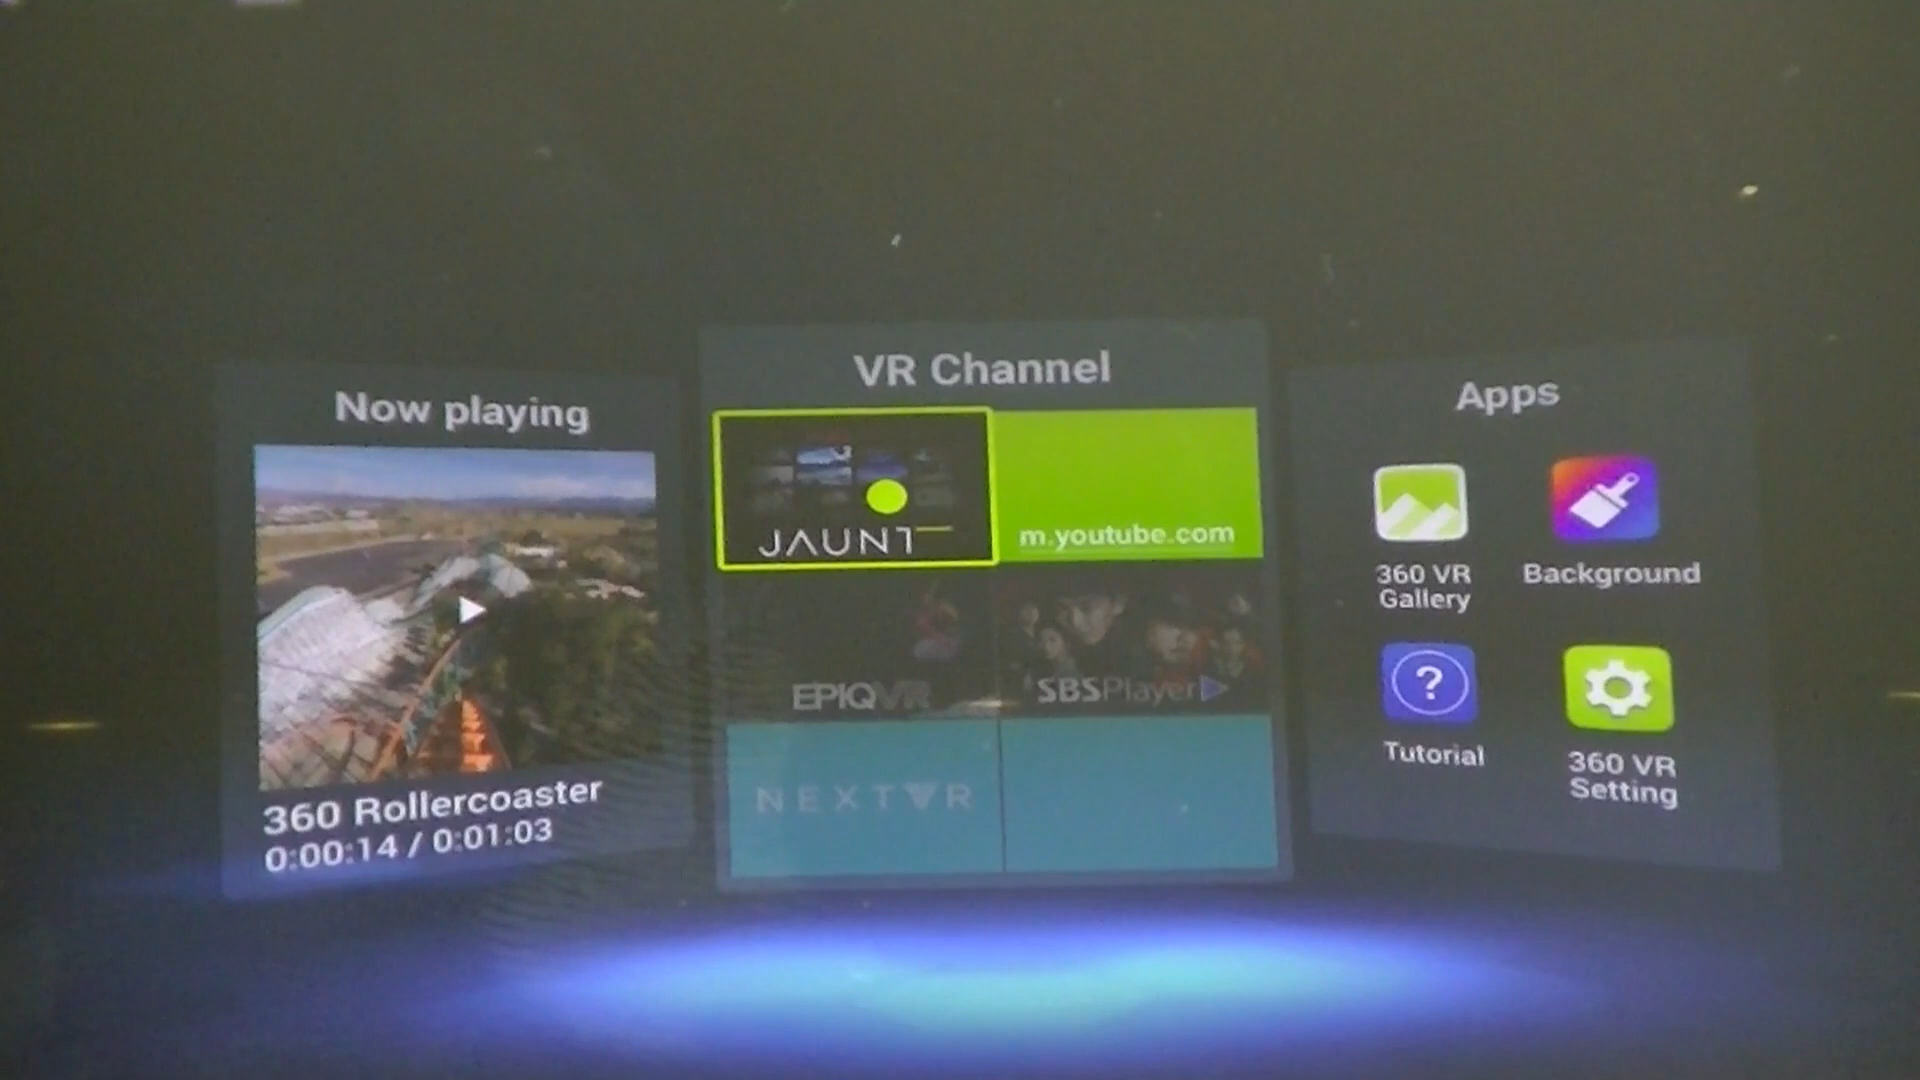 Now playing
360 Rollercoaster
0:00:14 / 0:01:03
VR Channel
JAUNT
m.youtube.com
EPIQVR
SBSPlayer
NEXTVR
Apps
360 VR
Gallery
Background
Tutorial
360 VR
Setting